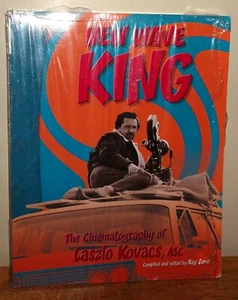 NEW WAVE
KING
The Cinematography of
Laszlo Kovacs, ASC
Compiled and edited by Ray Zone